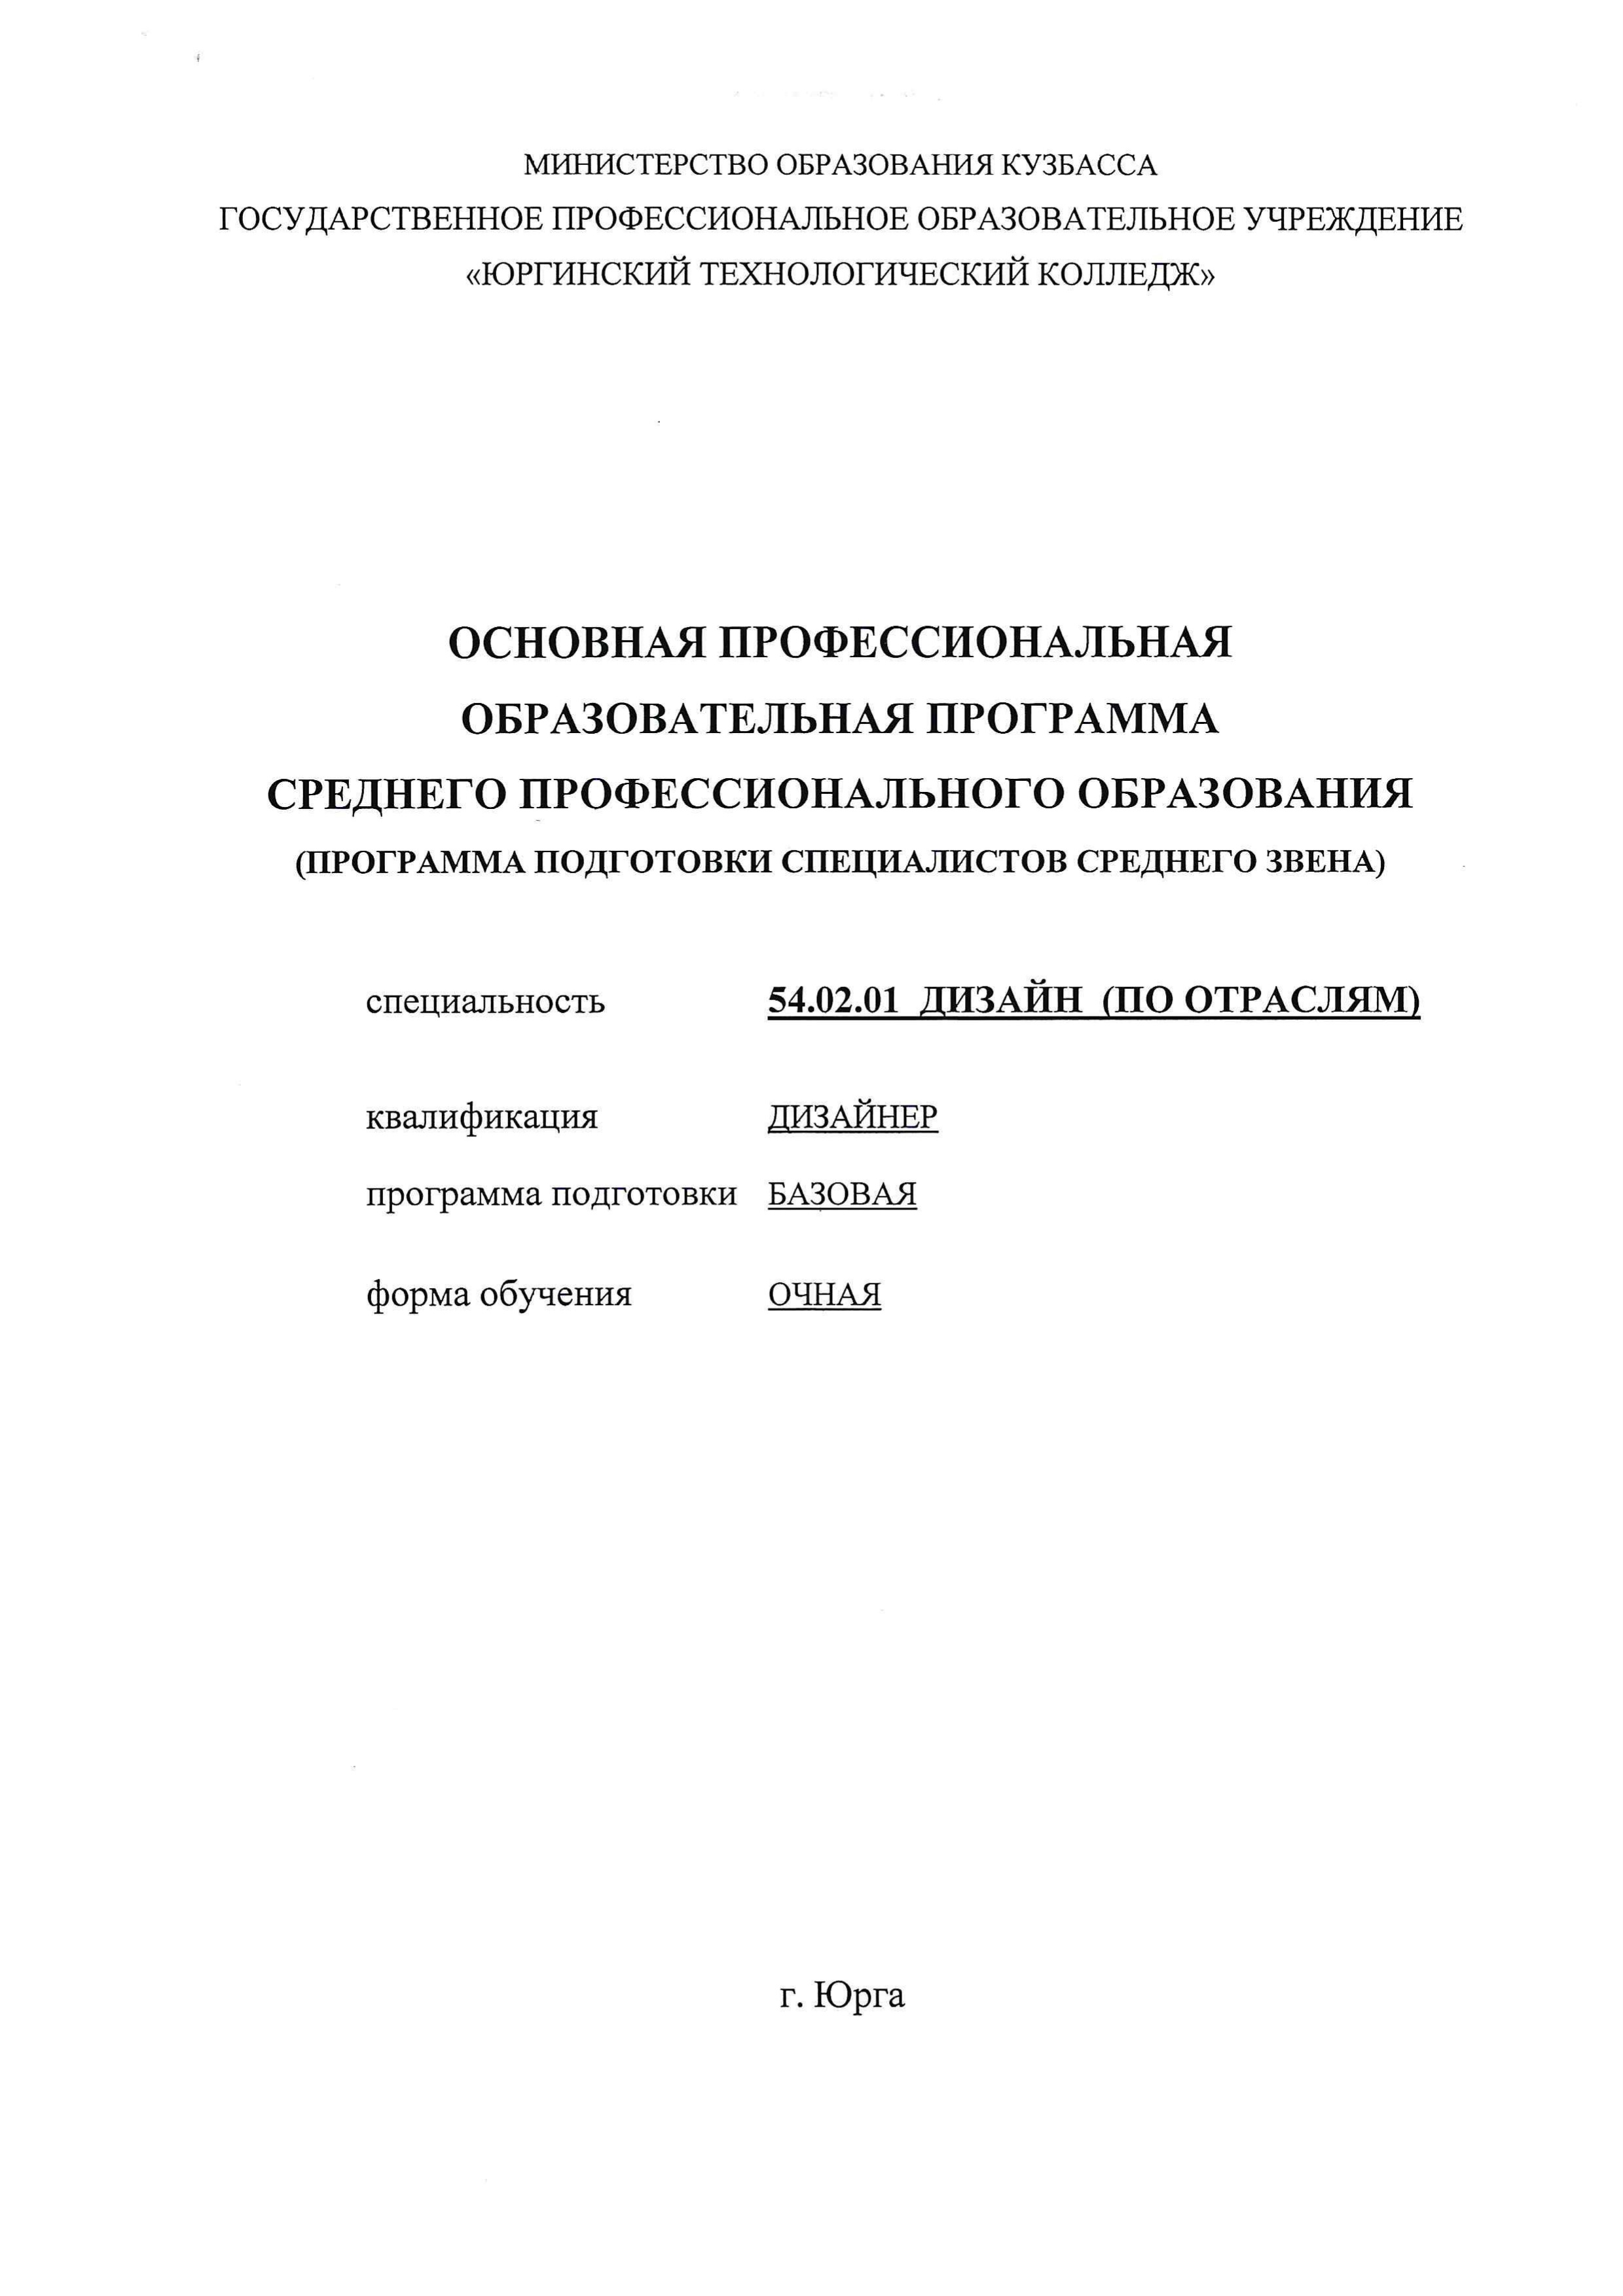 МИНИСТЕРСТВО ОБРАЗОВАНИЯ КУЗБАССА
ГОСУДАРСТВЕННОЕ ПРОФЕССИОНАЛЬНОЕ ОБРАЗОВАТЕЛЬНОЕ УЧРЕЖДЕНИЕ
«ЮРГИНСКИЙ ТЕХНОЛОГИЧЕСКИЙ КОЛЛЕДЖ»
ОСНОВНАЯ ПРОФЕССИОНАЛЬНАЯ
ОБРАЗОВАТЕЛЬНАЯ ПРОГРАММА
СРЕДНЕГО ПРОФЕССИОНАЛЬНОГО ОБРАЗОВАНИЯ
(ПРОГРАММА ПОДГОТОВКИ СПЕЦИАЛИСТОВ СРЕДНЕГО ЗВЕНА)
специальность 54.02.01 ДИЗАЙН (ПО ОТРАСЛЯМ)
квалификация ДИЗАЙНЕР
программа подготовки БАЗОВАЯ
форма обучения ОЧНАЯ
г. Юрга